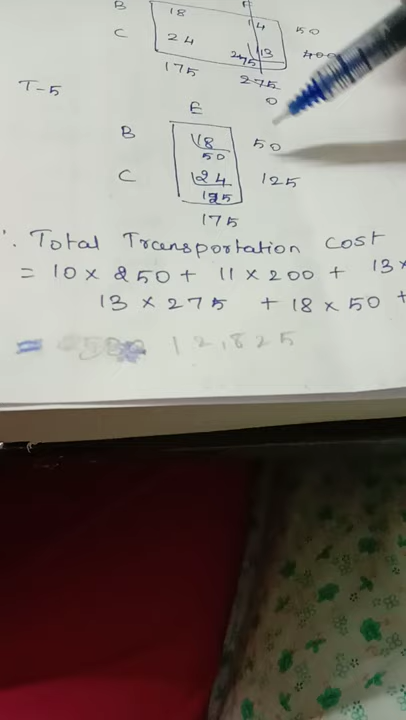 B 18 14 50
C 24 13 400
275
175 275
0
T-5
E
B 18 50
50
C 24 125
125
175
∴ Total Transportation cost
= 10 × 250 + 11 × 200 + 13 ×
13 × 275 + 18 × 50 +
= 12,825